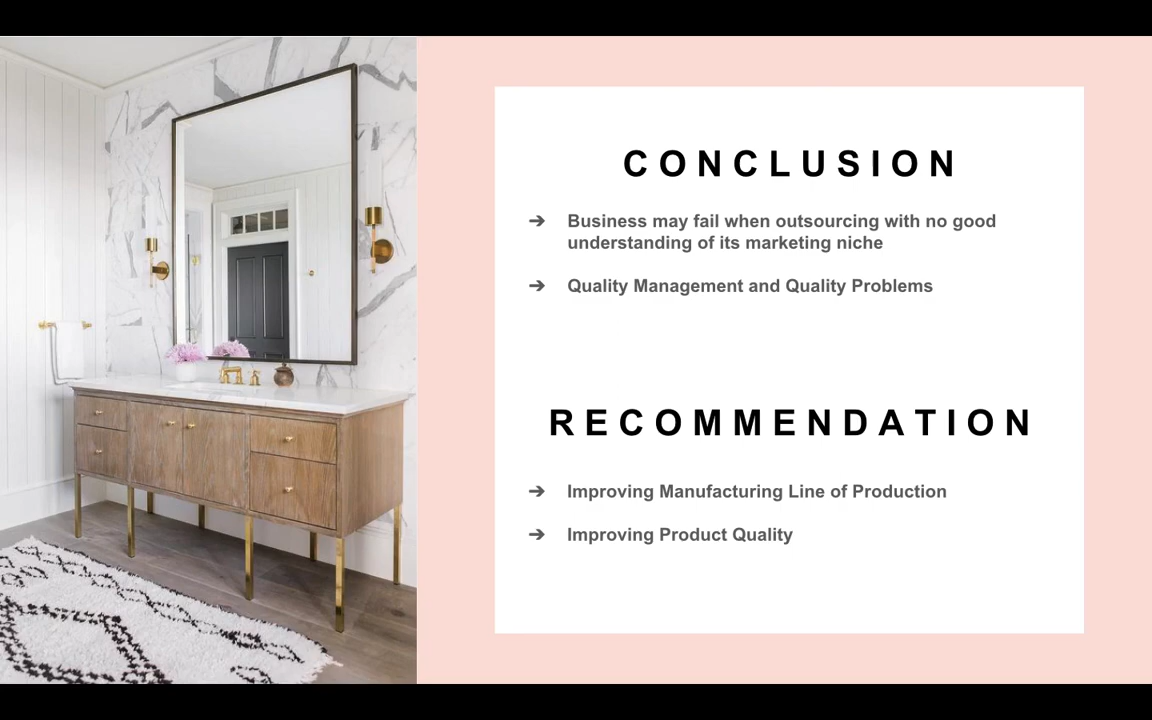 CONCLUSION
➔ Business may fail when outsourcing with no good
understanding of its marketing niche
➔ Quality Management and Quality Problems
RECOMMENDATION
➔ Improving Manufacturing Line of Production
➔ Improving Product Quality